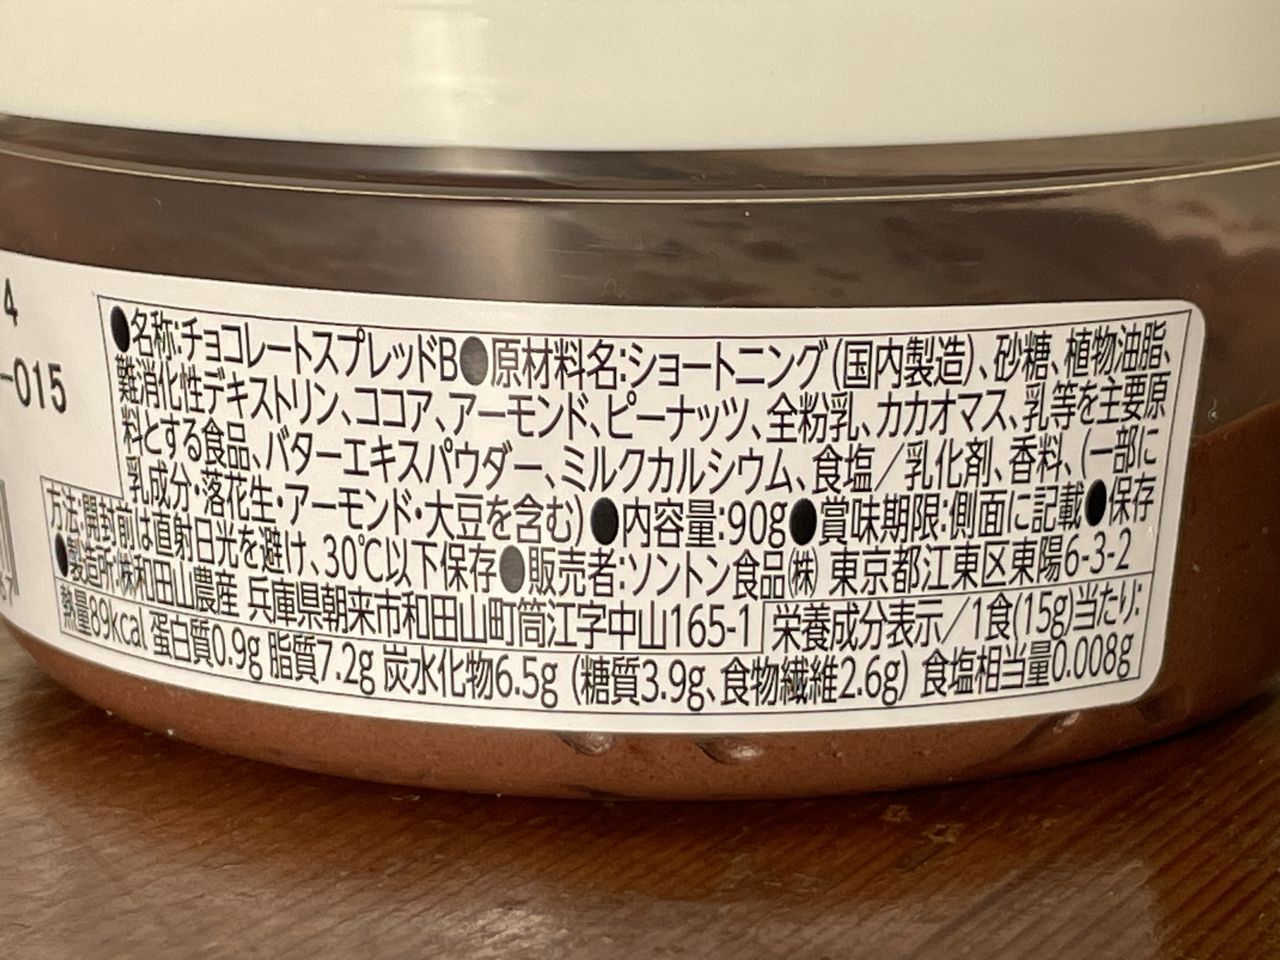 4
-015
●名称:チョコレートスプレッドB●原材料名:ショートニング(国内製造)、砂糖、植物油脂、
難消化性デキストリン、ココア、アーモンド、ピーナッツ、全粉乳、カカオマス、乳等を主要原
料とする食品、バターエキスパウダー、ミルクカルシウム、食塩/乳化剤、香料、(一部に
乳成分・落花生・アーモンド・大豆を含む)●内容量:90g●賞味期限:側面に記載●保存
方法:開封前は直射日光を避け、30℃以下保存●販売者:ソントン食品㈱ 東京都江東区東陽6-3-2
●製造所:㈱和田山農産 兵庫県朝来市和田山町筒江字中山165-1
栄養成分表示/1食(15g)当たり:
熱量89kcal 蛋白質0.9g 脂質7.2g 炭水化物6.5g (糖質3.9g、食物繊維2.6g) 食塩相当量0.008g